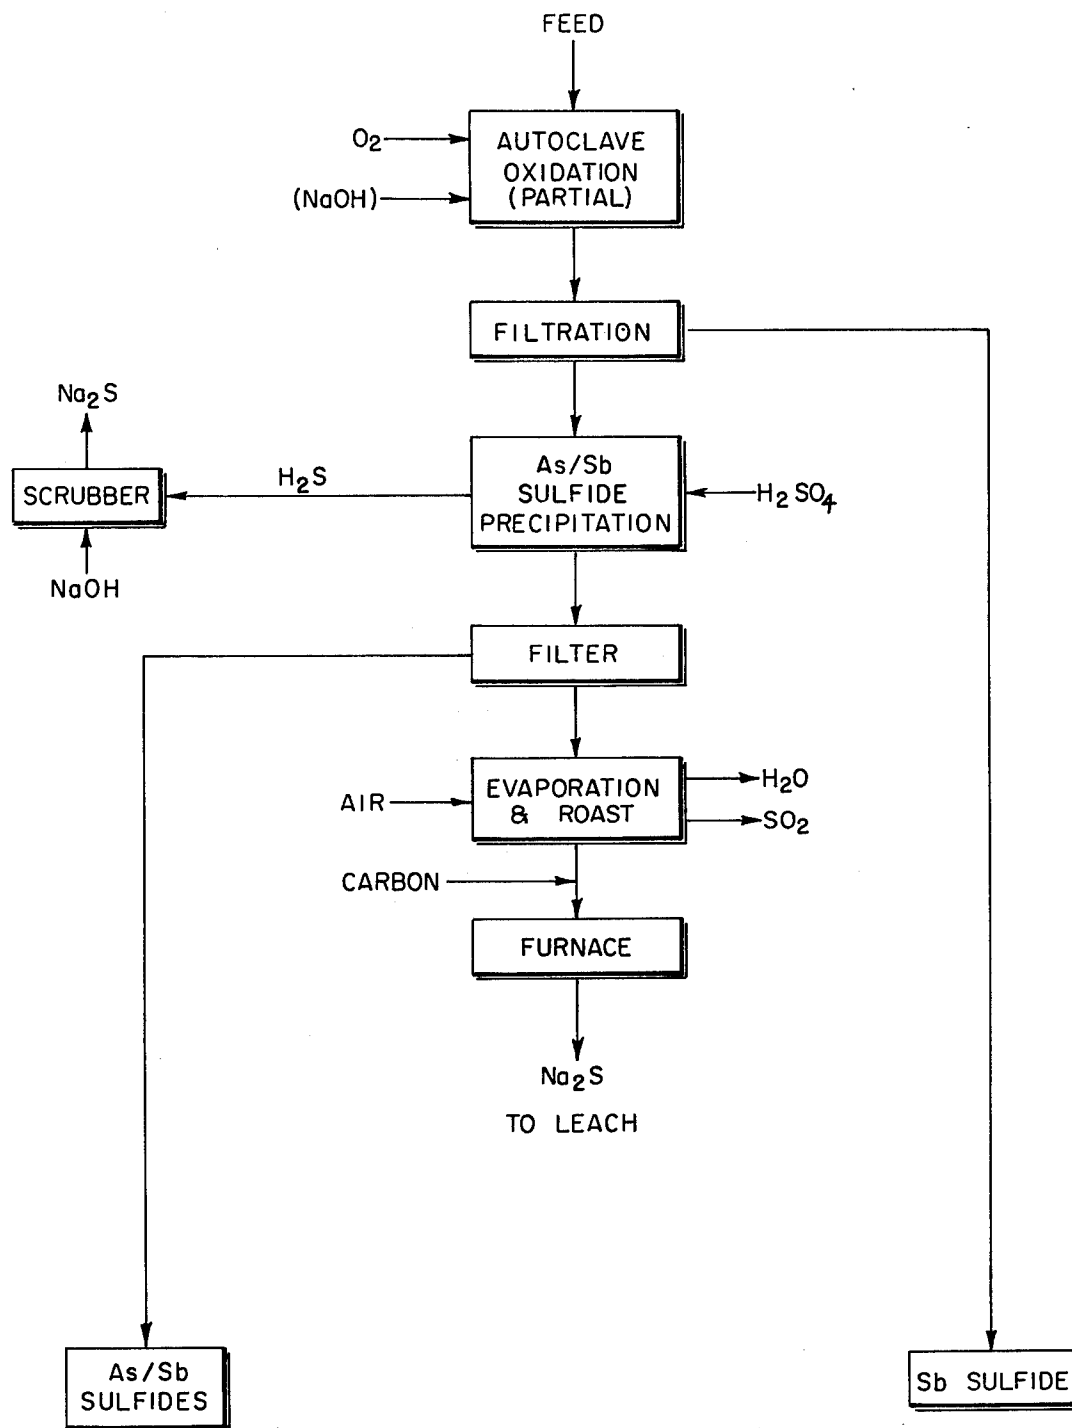 FEED
O2
AUTOCLAVE
OXIDATION
(PARTIAL)
(NaOH)
FILTRATION
Na2S
SCRUBBER
H2S
As/Sb
SULFIDE
PRECIPITATION
H2SO4
NaOH
FILTER
AIR
EVAPORATION
& ROAST
H2O
SO2
CARBON
FURNACE
Na2S
TO LEACH
As/Sb
SULFIDES
Sb SULFIDE